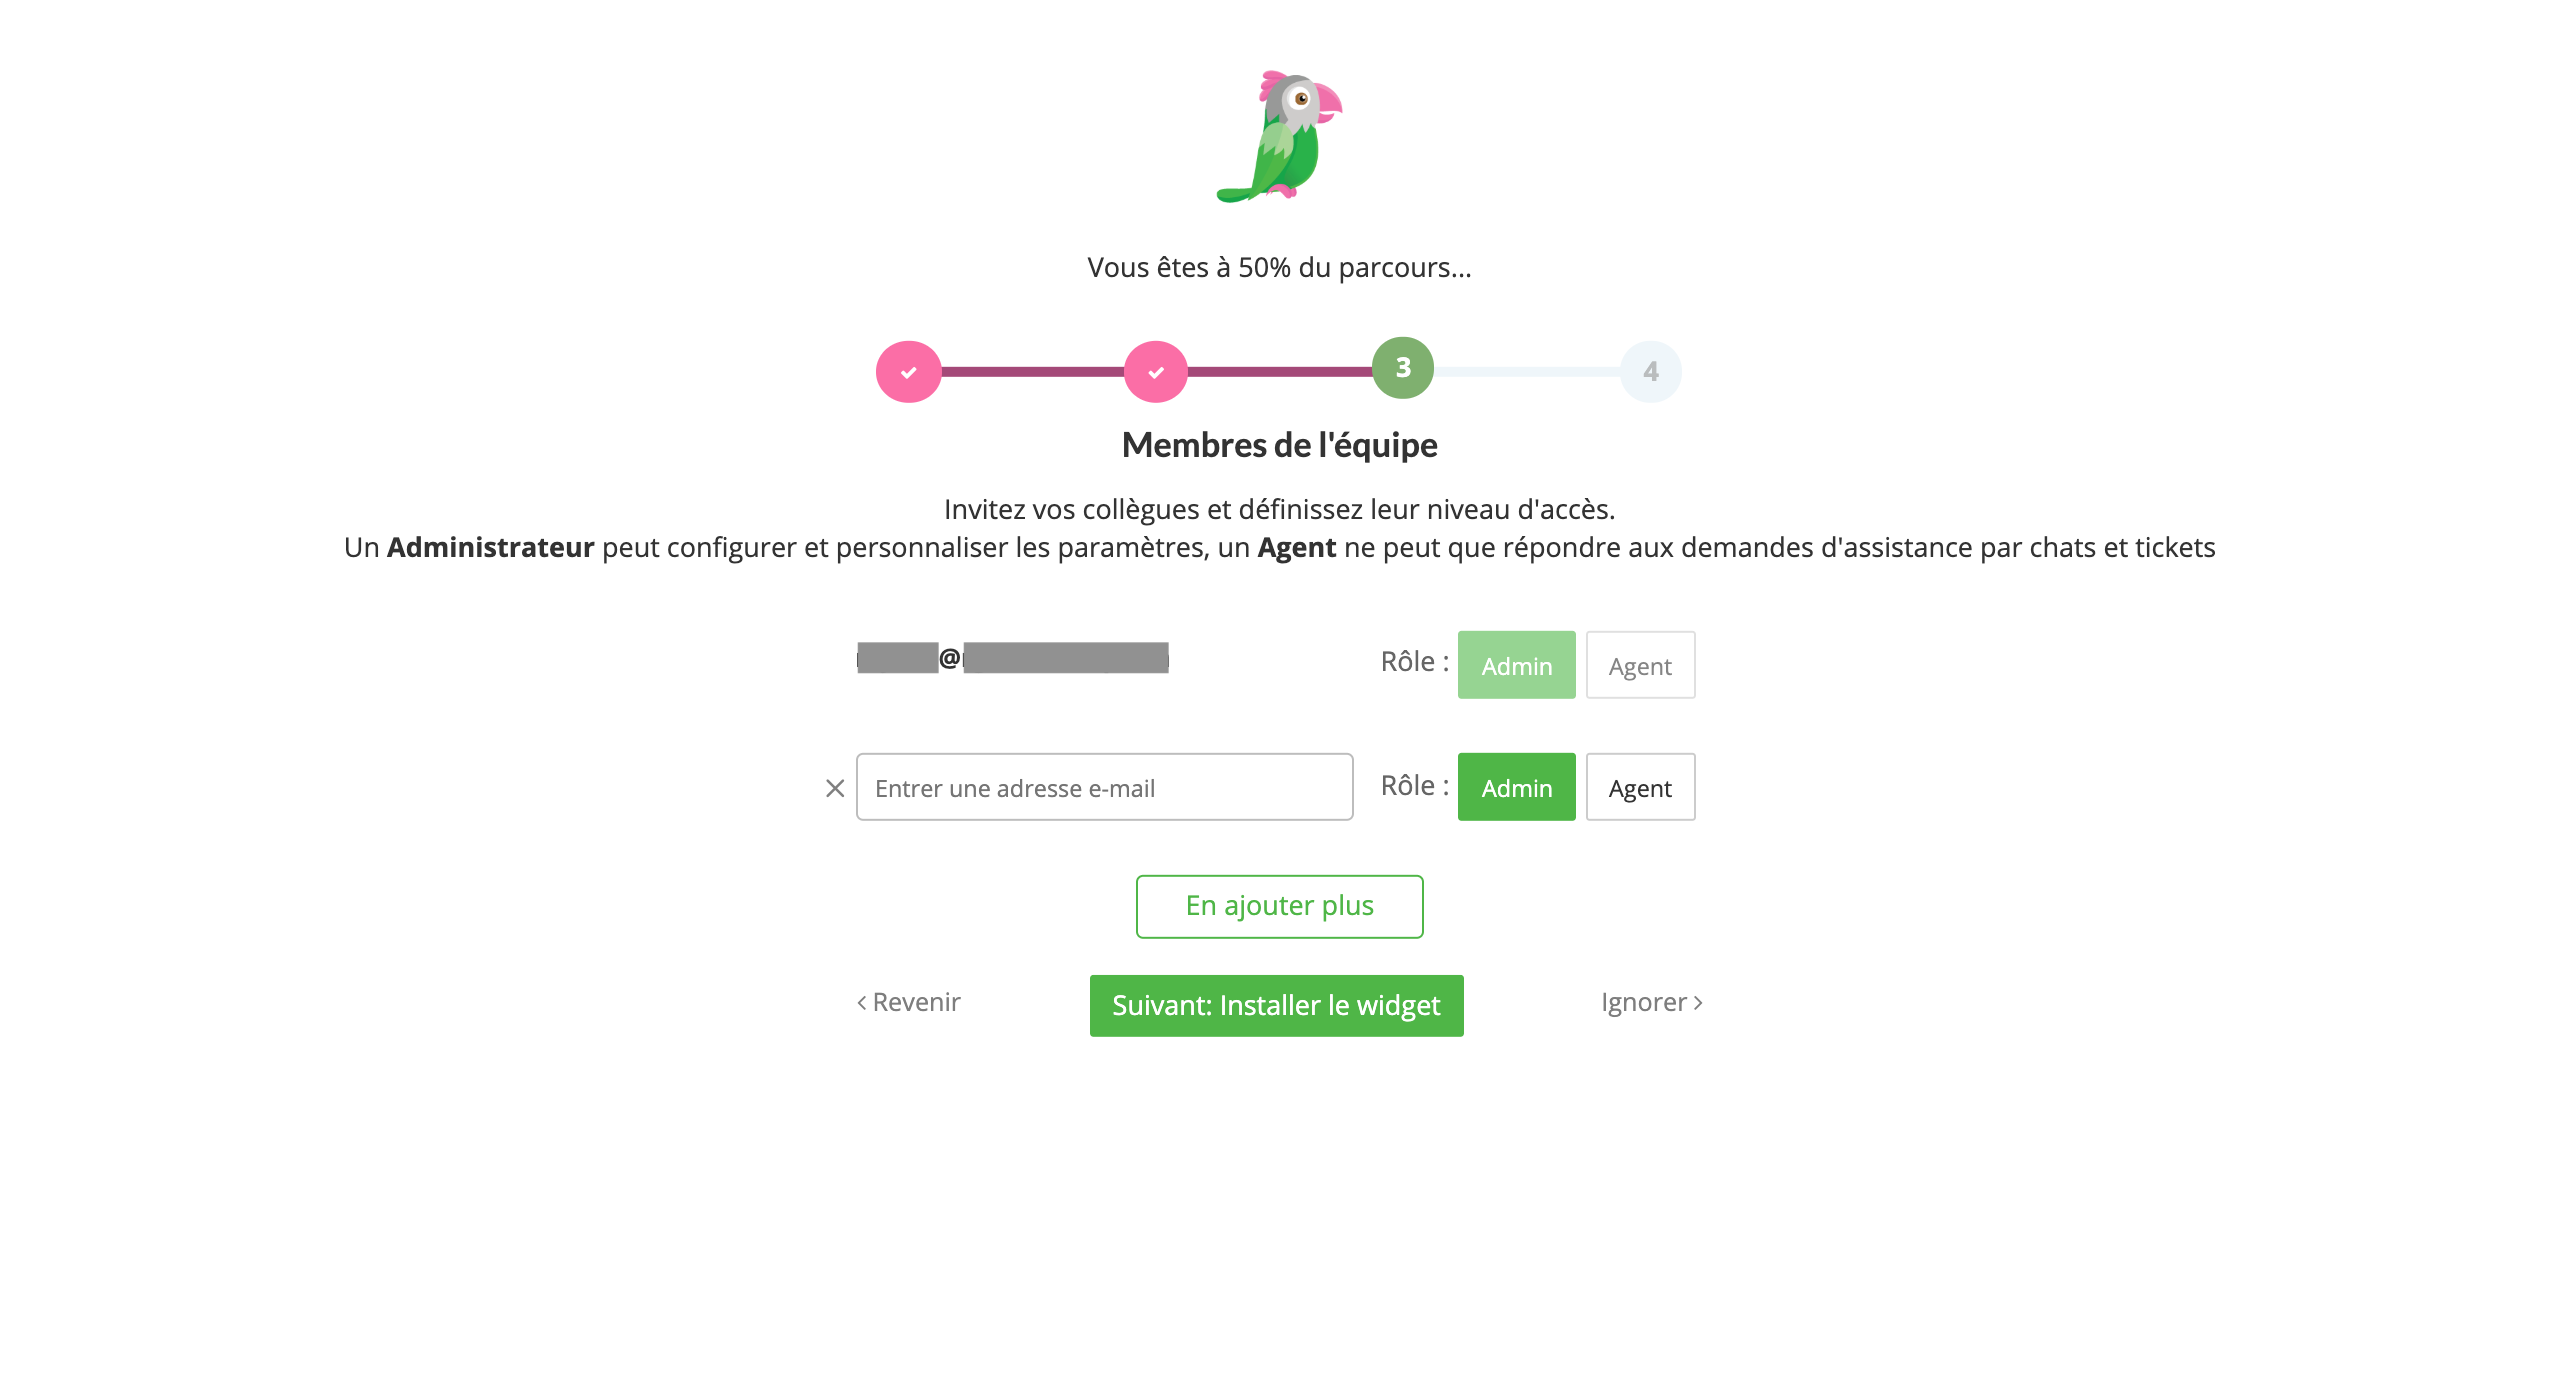 Vous êtes à 50% du parcours...
3
4
Membres de l'équipe
Invitez vos collègues et définissez leur niveau d'accès.
Un Administrateur peut configurer et personnaliser les paramètres, un Agent ne peut que répondre aux demandes d'assistance par chats et tickets
@ Rôle : Admin Agent
Entrer une adresse e-mail Rôle : Admin Agent
En ajouter plus
Revenir Suivant: Installer le widget Ignorer